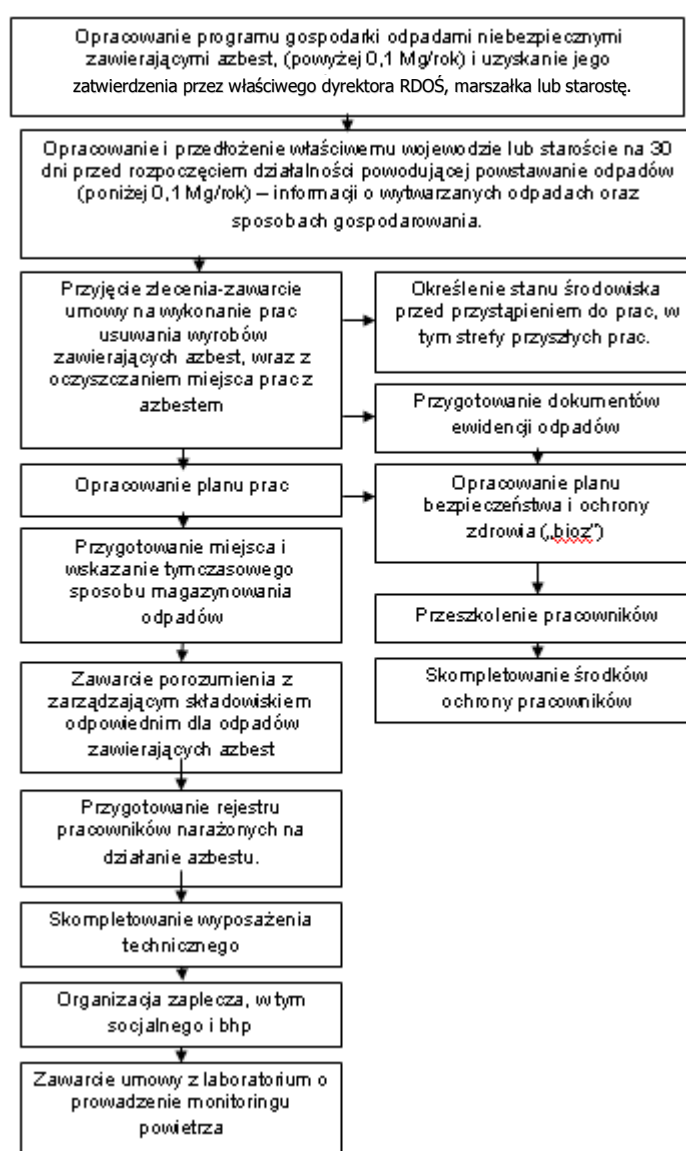 Opracowanie programu gospodarki odpadami niebezpiecznymi
zawierającymi azbest, (powyżej 0,1 Mg/rok) i uzyskanie jego
zatwierdzenia przez właściwego dyrektora RDOŚ, marszałka lub starostę.
Opracowanie i przedłożenie właściwemu wojewodzie lub staroście na 30
dni przed rozpoczęciem działalności powodującej powstawanie odpadów
(poniżej 0,1 Mg/rok) – informacji o wytwarzanych odpadach oraz
sposobach gospodarowania.
Przyjęcie zlecenia-zawarcie
umowy na wykonanie prac
usuwania wyrobów
zawierających azbest, wraz z
oczyszczaniem miejsca prac z
azbestem
Określenie stanu środowiska
przed przystąpieniem do prac, w
tym strefy przyszłych prac.
Przygotowanie dokumentów
ewidencji odpadów
Opracowanie planu prac
Opracowanie planu
bezpieczeństwa i ochrony
zdrowia („bioz”)
Przygotowanie miejsca i
wskazanie tymczasowego
sposobu magazynowania
odpadów
Przeszkolenie pracowników
Zawarcie porozumienia z
zarządzającym składowiskiem
odpowiednim dla odpadów
zawierających azbest
Skompletowanie środków
ochrony pracowników
Przygotowanie rejestru
pracowników narażonych na
działanie azbestu.
Skompletowanie wyposażenia
technicznego
Organizacja zaplecza, w tym
socjalnego i bhp
Zawarcie umowy z laboratorium o
prowadzenie monitoringu
powietrza